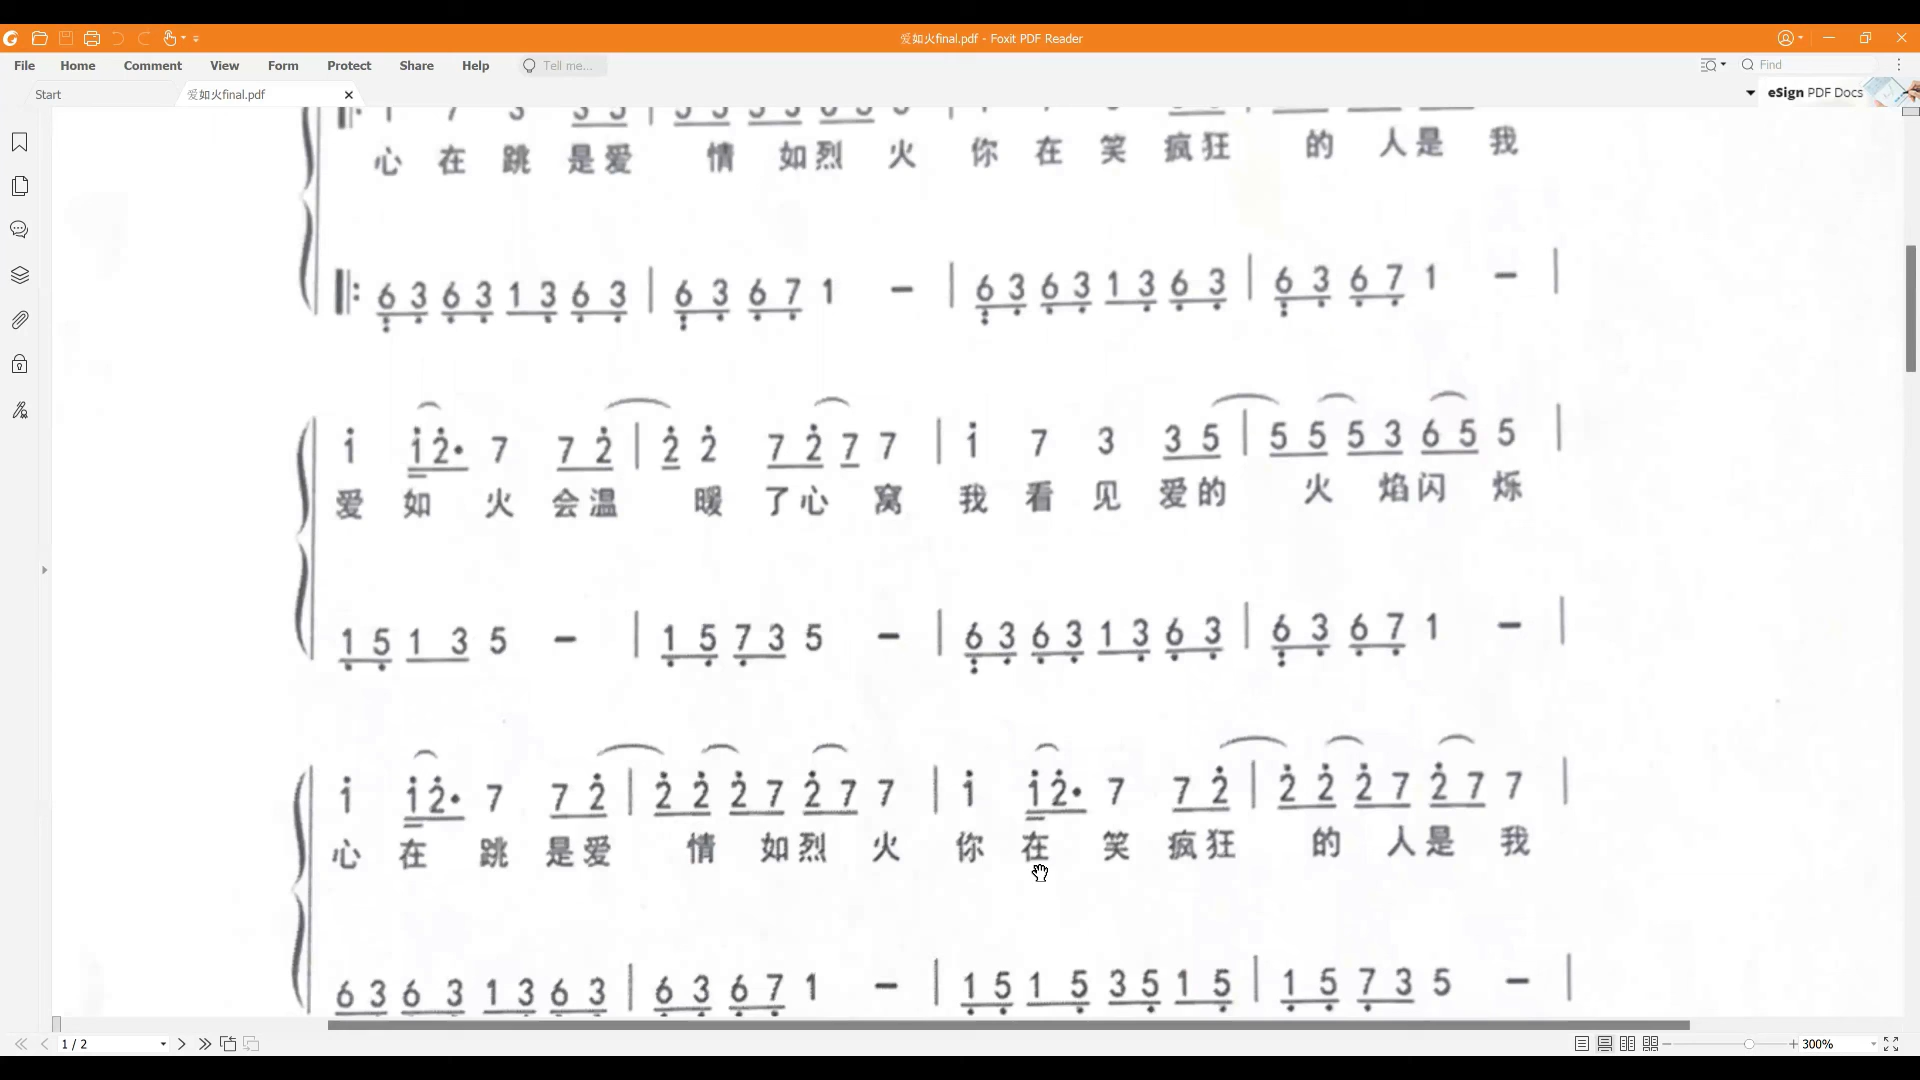 爱如火final.pdf - Foxit PDF Reader
File Home Comment View Form Protect Share Help Tell me... Find
Start 爱如火final.pdf eSign PDF Docs
心 在 跳 是爱 情 如烈 火 你 在 笑 疯狂 的 人是 我
6̣̣ 3̣ 6̣ 3̣ 1 3̣ 6̣ 3̣ | 6̣̣ 3̣ 6̣ 7̣ 1 – | 6̣̣ 3̣ 6̣ 3̣ 1 3̣ 6̣ 3̣ | 6̣̣ 3̣ 6̣ 7̣ 1 – |
1̇ 1̇ 2̇· 7 7 2̇ | 2̇ 2̇ 7 2̇ 7 7 | 1̇ 7 3 3 5 | 5 5 5 3 6 5 5 |
爱 如 火 会温 暖 了心 窝 我 看 见 爱的 火 焰闪 烁
1̣ 5̣ 1 3 5 – | 1̣ 5̣ 7̣ 3 5 – | 6̣̣ 3̣ 6̣ 3̣ 1 3̣ 6̣ 3̣ | 6̣̣ 3̣ 6̣ 7̣ 1 – |
1̇ 1̇ 2̇· 7 7 2̇ | 2̇ 2̇ 2̇ 7 2̇ 7 7 | 1̇ 1̇ 2̇· 7 7 2̇ | 2̇ 2̇ 2̇ 7 2̇ 7 7 |
心 在 跳 是爱 情 如烈 火 你 在 笑 疯狂 的 人是 我
6 3 6 3 1 3 6 3 | 6 3 6 7 1 – | 1̣ 5̣ 1 5̣ 3 5̣ 1 5̣ | 1̣ 5̣ 7̣ 3 5 – |
1 / 2 300%